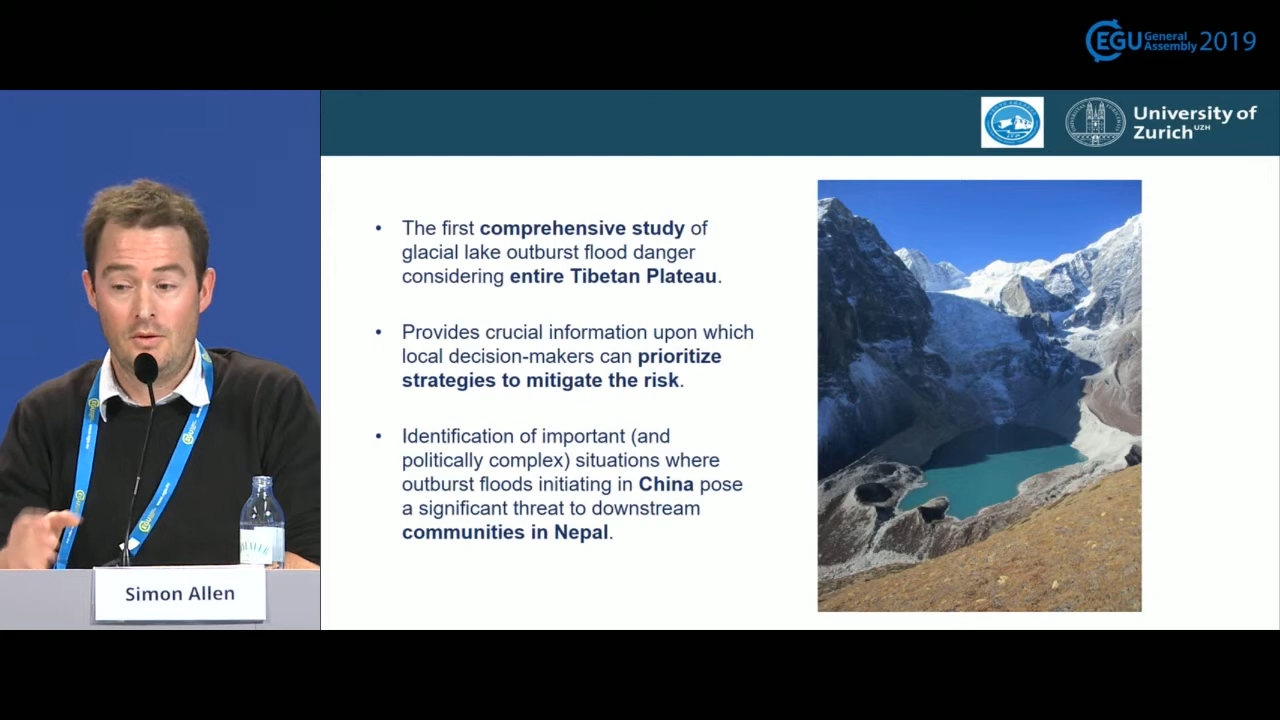 EGU General Assembly 2019
University of Zurich UZH
• The first comprehensive study of
glacial lake outburst flood danger
considering entire Tibetan Plateau.
• Provides crucial information upon which
local decision-makers can prioritize
strategies to mitigate the risk.
• Identification of important (and
politically complex) situations where
outburst floods initiating in China pose
a significant threat to downstream
communities in Nepal.
Simon Allen